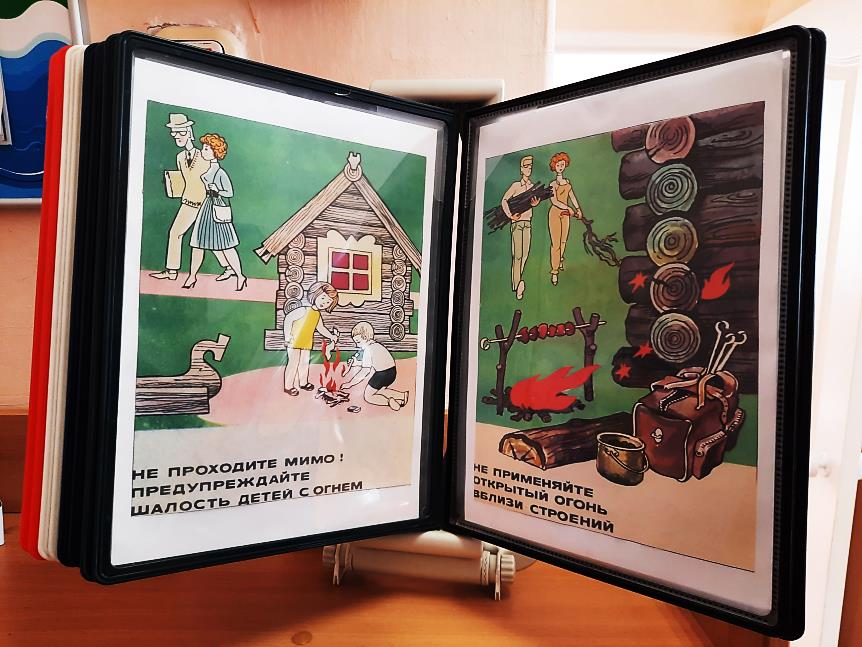 НЕ ПРОХОДИТЕ МИМО!
ПРЕДУПРЕЖДАЙТЕ
ШАЛОСТЬ ДЕТЕЙ С ОГНЕМ
НЕ ПРИМЕНЯЙТЕ
ОТКРЫТЫЙ ОГОНЬ
ВБЛИЗИ СТРОЕНИЙ